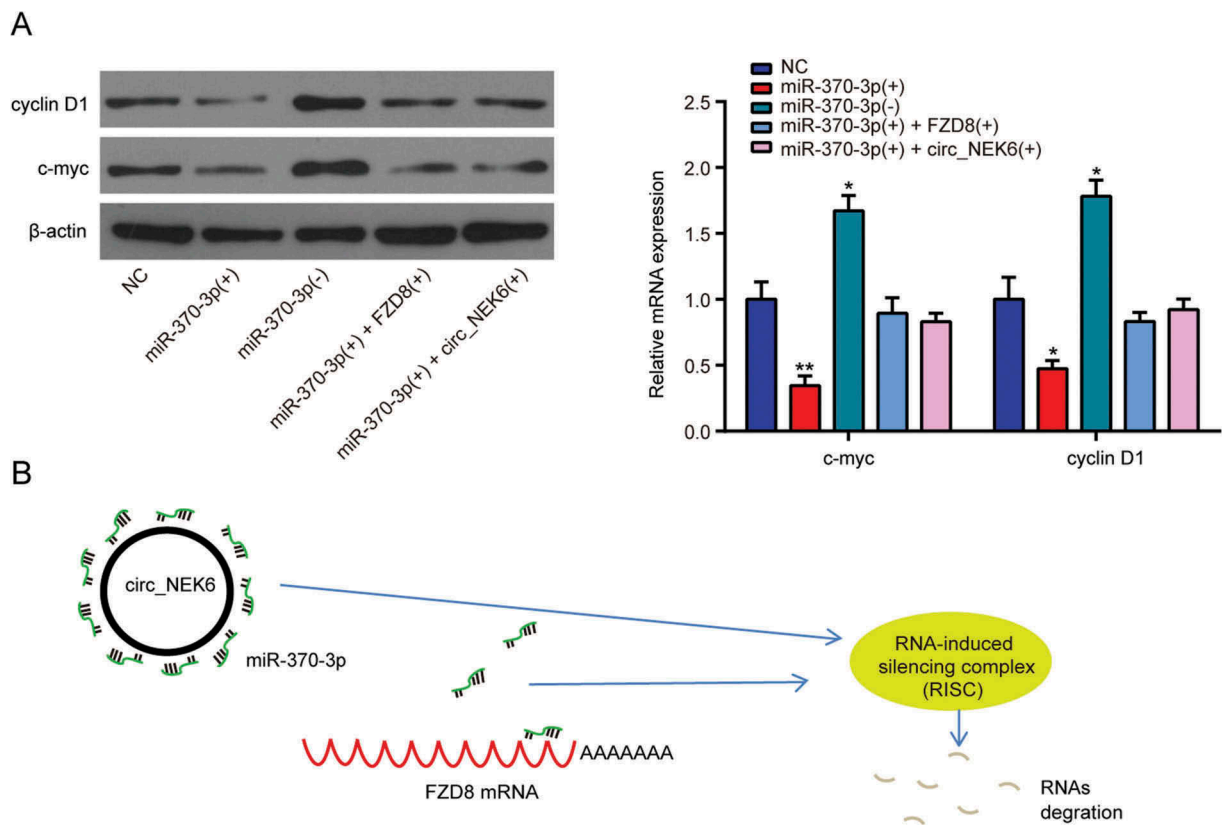 A
cyclin D1
c-myc
β-actin
NC
miR-370-3p(+)
miR-370-3p(-)
miR-370-3p(+) + FZD8(+)
miR-370-3p(+) + circ_NEK6(+)
NC
miR-370-3p(+)
miR-370-3p(-)
miR-370-3p(+) + FZD8(+)
miR-370-3p(+) + circ_NEK6(+)
Relative mRNA expression
2.5
2.0
1.5
1.0
0.5
0.0
**
*
*
*
c-myc
cyclin D1
B
circ_NEK6
miR-370-3p
AAAAAAA
FZD8 mRNA
RNA-induced
silencing complex
(RISC)
RNAs
degration